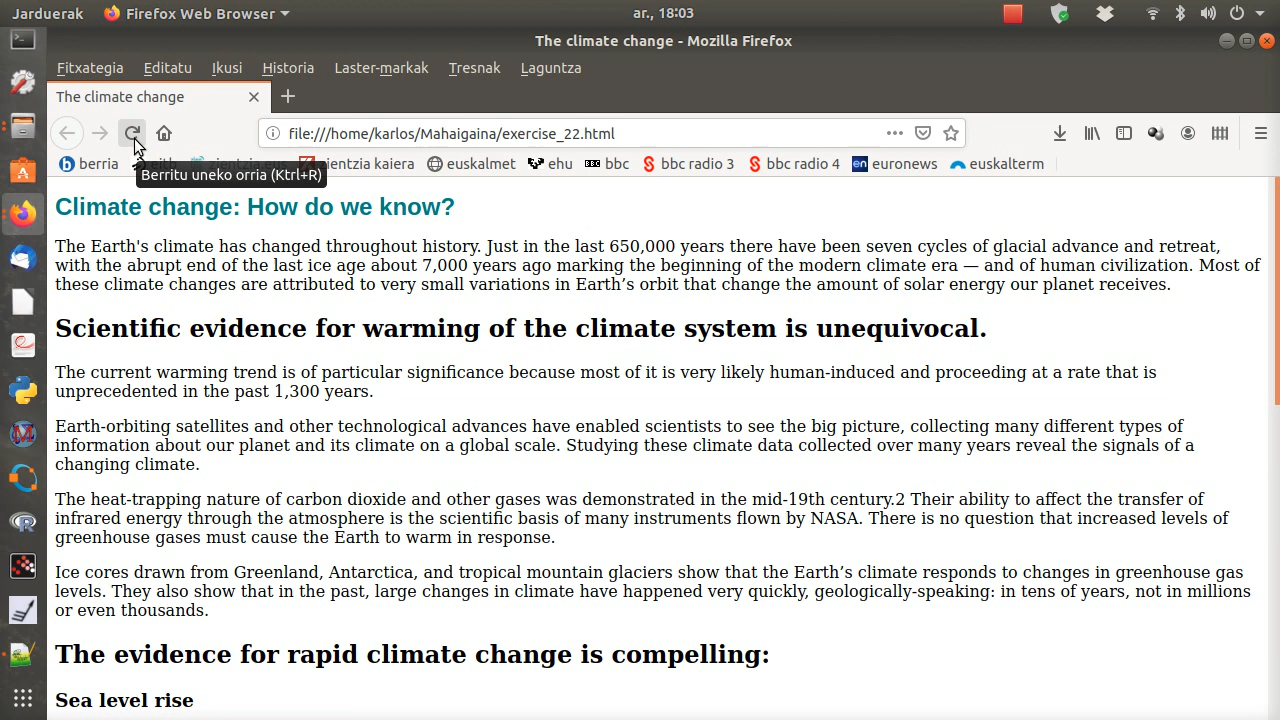 Jarduerak Firefox Web Browser ar., 18:03
The climate change - Mozilla Firefox
Fitxategia Editatu Ikusi Historia Laster-markak Tresnak Laguntza
The climate change
file:///home/karlos/Mahaigaina/exercise_22.html
berria eitb zientzia.eus zientzia kaiera euskalmet ehu BBC bbc bbc radio 3 bbc radio 4 en euronews euskalterm
Berritu uneko orria (Ktrl+R)
Climate change: How do we know?
The Earth's climate has changed throughout history. Just in the last 650,000 years there have been seven cycles of glacial advance and retreat,
with the abrupt end of the last ice age about 7,000 years ago marking the beginning of the modern climate era — and of human civilization. Most of
these climate changes are attributed to very small variations in Earth’s orbit that change the amount of solar energy our planet receives.
Scientific evidence for warming of the climate system is unequivocal.
The current warming trend is of particular significance because most of it is very likely human-induced and proceeding at a rate that is
unprecedented in the past 1,300 years.
Earth-orbiting satellites and other technological advances have enabled scientists to see the big picture, collecting many different types of
information about our planet and its climate on a global scale. Studying these climate data collected over many years reveal the signals of a
changing climate.
The heat-trapping nature of carbon dioxide and other gases was demonstrated in the mid-19th century.2 Their ability to affect the transfer of
infrared energy through the atmosphere is the scientific basis of many instruments flown by NASA. There is no question that increased levels of
greenhouse gases must cause the Earth to warm in response.
Ice cores drawn from Greenland, Antarctica, and tropical mountain glaciers show that the Earth’s climate responds to changes in greenhouse gas
levels. They also show that in the past, large changes in climate have happened very quickly, geologically-speaking: in tens of years, not in millions
or even thousands.
The evidence for rapid climate change is compelling:
Sea level rise